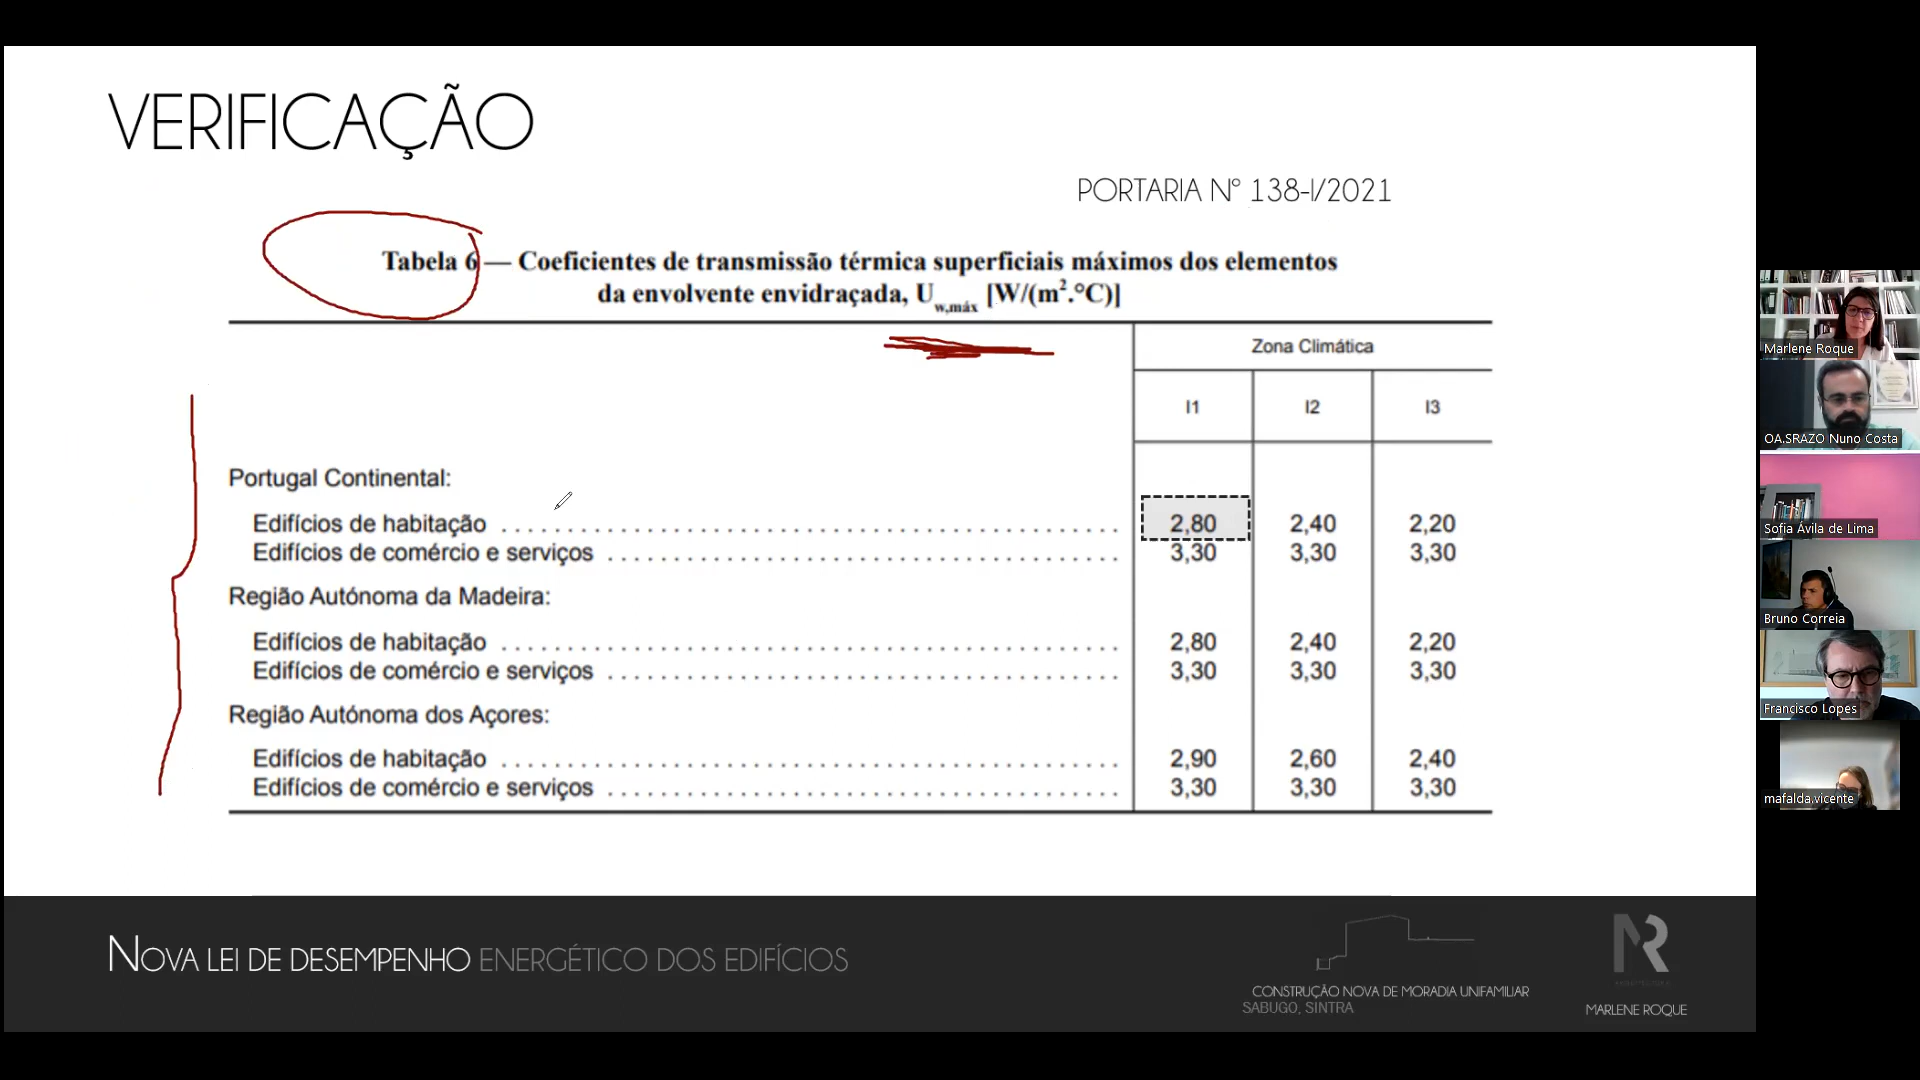 VERIFICAÇÃO
PORTARIA Nº 138-I/2021
Tabela 6 — Coeficientes de transmissão térmica superficiais máximos dos elementos
da envolvente envidraçada, Uw,máx [W/(m².°C)]
Zona Climática
I1 I2 I3
Portugal Continental:
Edifícios de habitação 2,80 2,40 2,20
Edifícios de comércio e serviços 3,30 3,30 3,30
Região Autónoma da Madeira:
Edifícios de habitação 2,80 2,40 2,20
Edifícios de comércio e serviços 3,30 3,30 3,30
Região Autónoma dos Açores:
Edifícios de habitação 2,90 2,60 2,40
Edifícios de comércio e serviços 3,30 3,30 3,30
NOVA LEI DE DESEMPENHO ENERGÉTICO DOS EDIFÍCIOS
CONSTRUÇÃO NOVA DE MORADIA UNIFAMILIAR
SABUGO, SINTRA
MR
MARLENE ROQUE
Marlene Roque
OA.SRAZO Nuno Costa
Sofia Ávila de Lima
Bruno Correia
Francisco Lopes
mafalda.vicente